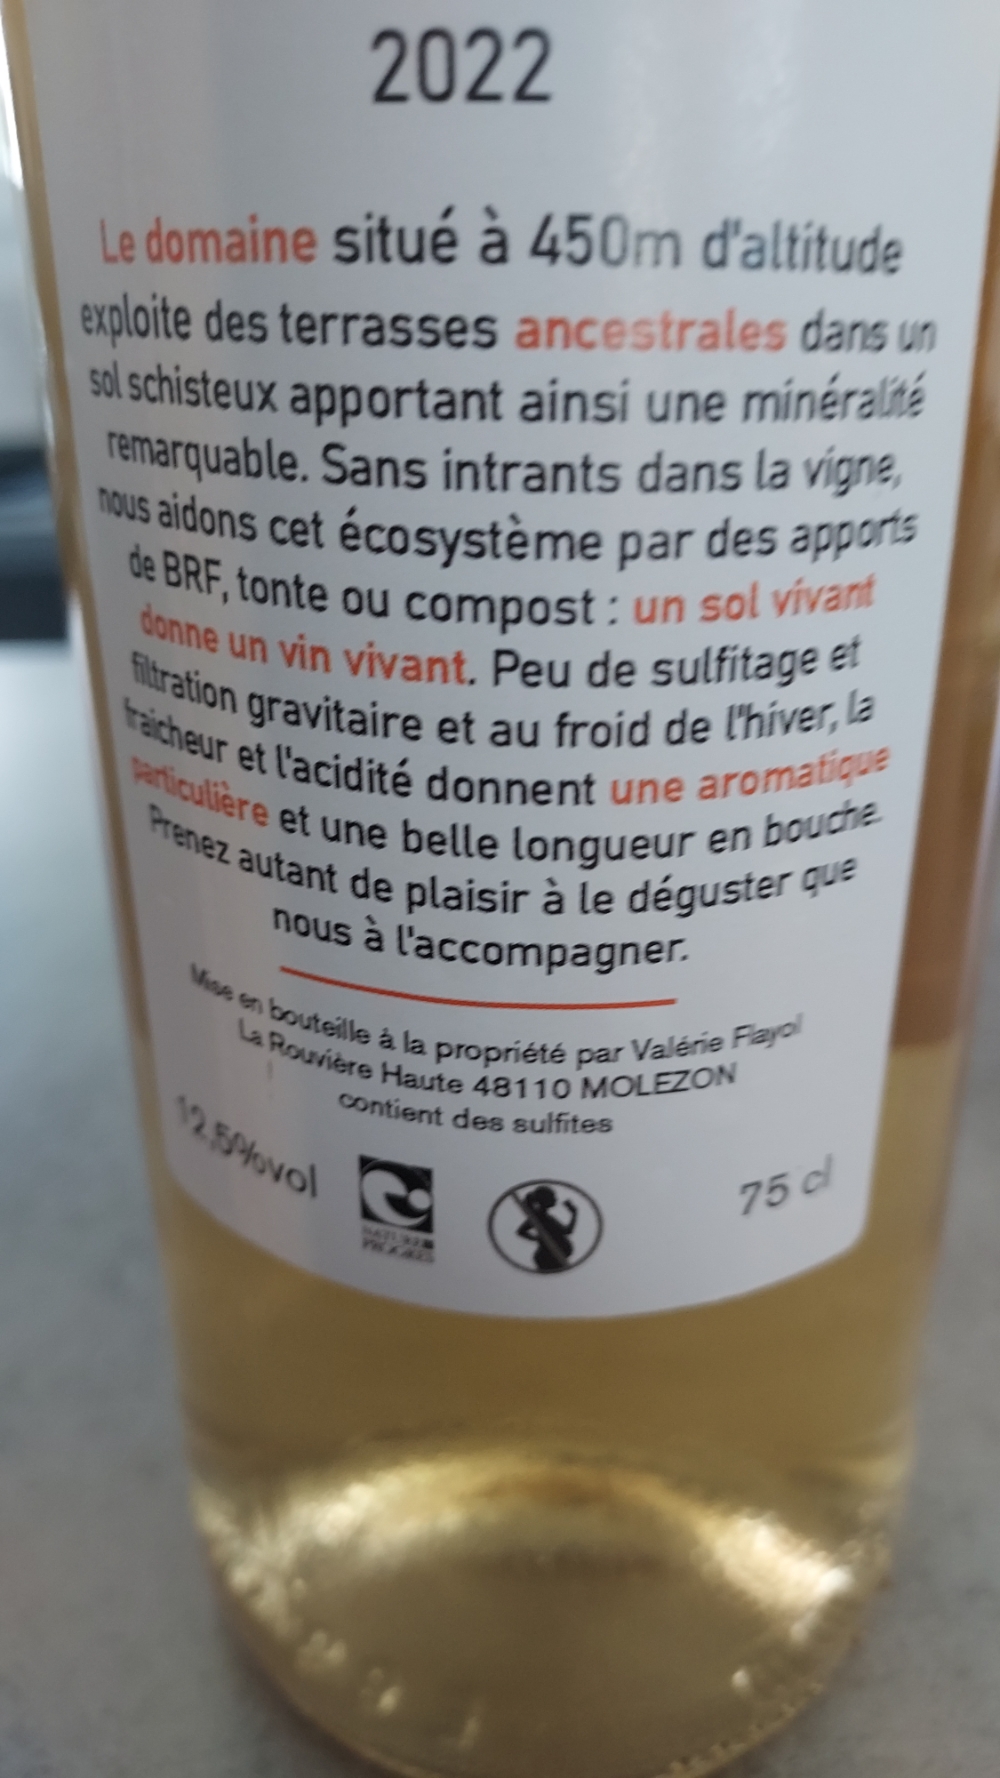 2022
Le domaine situé à 450m d'altitude
exploite des terrasses ancestrales dans un
sol schisteux apportant ainsi une minéralité
remarquable. Sans intrants dans la vigne,
nous aidons cet écosystème par des apports
de BRF, tonte ou compost : un sol vivant
donne un vin vivant. Peu de sulfitage et
filtration gravitaire et au froid de l'hiver, la
fraicheur et l'acidité donnent une aromatique
particulière et une belle longueur en bouche.
Prenez autant de plaisir à le déguster que
nous à l'accompagner.
Mise en bouteille à la propriété par Valérie Flayol
La Rouvière Haute 48110 MOLEZON
contient des sulfites
12,5%vol
NATURE
PROGRES
75 cl